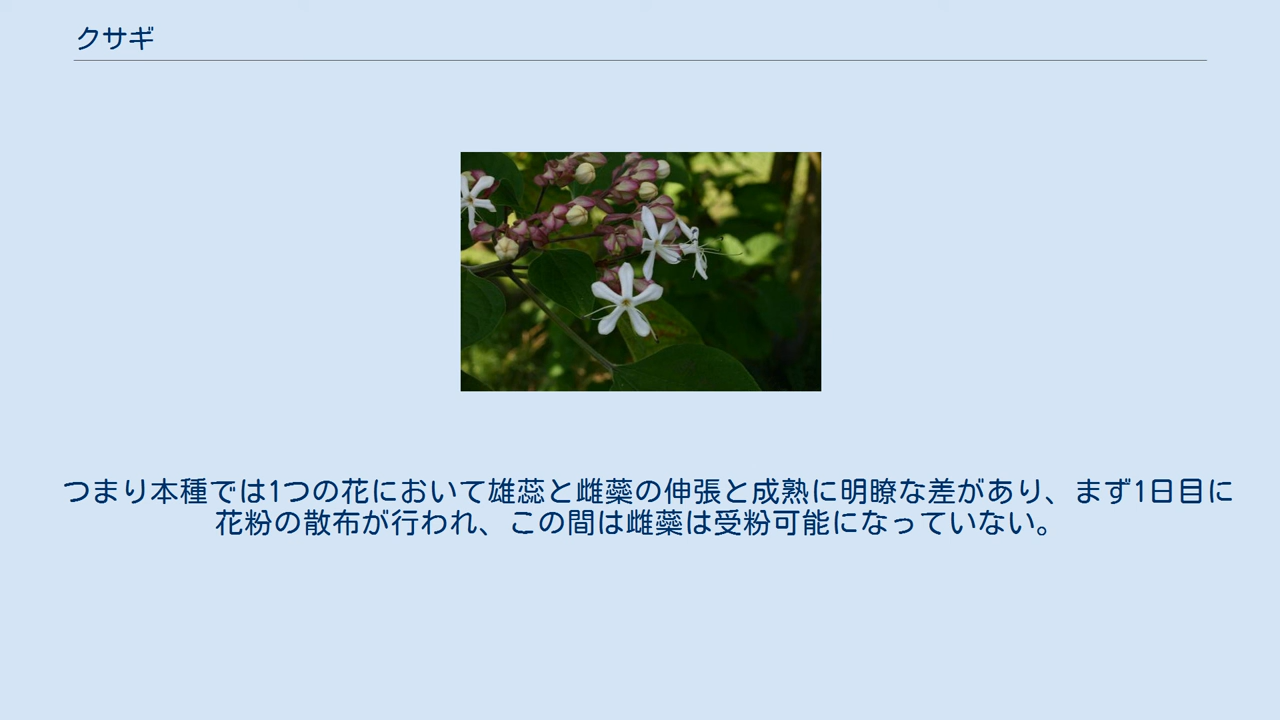 クサギ
つまり本種では1つの花において雄蕊と雌蘂の伸張と成熟に明瞭な差があり、まず1日目に
花粉の散布が行われ、この間は雌蘂は受粉可能になっていない。